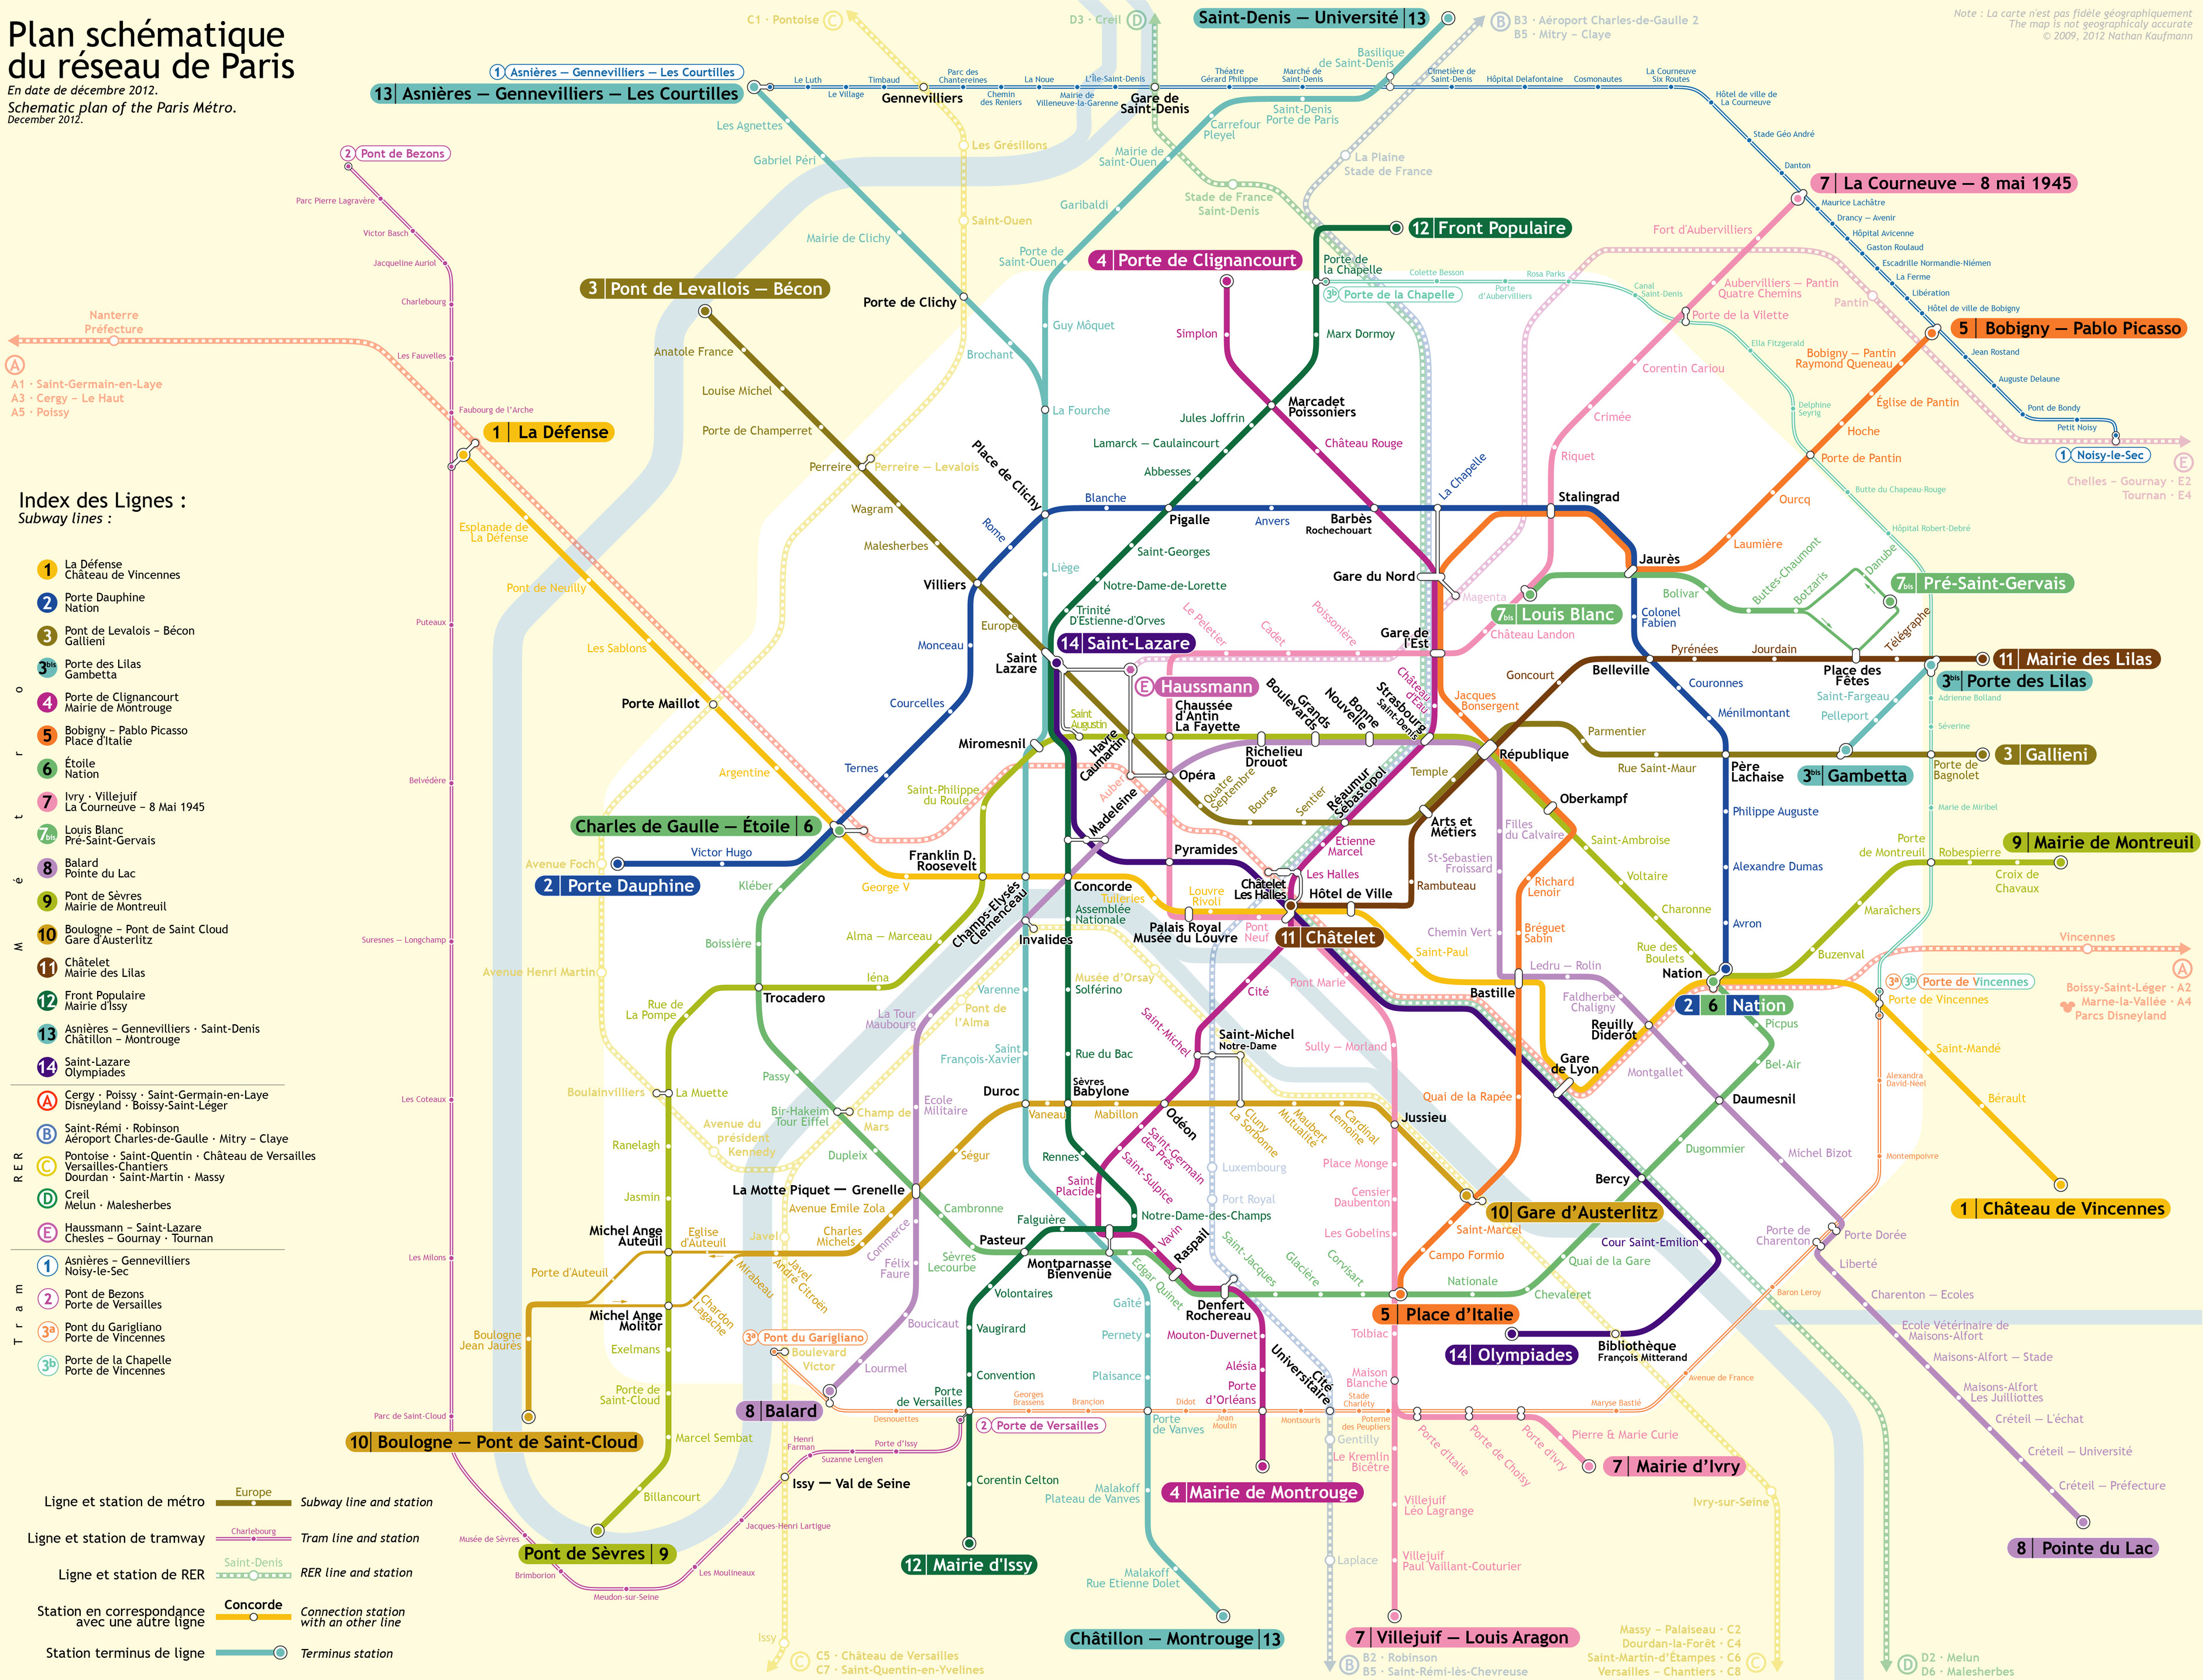 Plan schématique
du réseau de Paris
En date de décembre 2012.
Schematic plan of the Paris Métro.
December 2012.
Note : La carte n'est pas fidèle géographiquement
The map is not geographicaly accurate
© 2009, 2012 Nathan Kaufmann
C1 · Pontoise C
D3 · Creil D
Saint-Denis — Université 13
B B3 · Aéroport Charles-de-Gaulle 2
B5 · Mitry – Claye
1 Asnières — Gennevilliers — Les Courtilles
13 Asnières — Gennevilliers — Les Courtilles
Le Luth
Le Village
Timbaud
Gennevilliers
Parc des
Chantereines
Chemin
des Reniers
La Noue
Mairie de
Villeneuve-la-Garenne
L'Île-Saint-Denis
Gare de
Saint-Denis
Théatre
Gérard Philippe
Marché de
Saint-Denis
Basilique
de Saint-Denis
Cimetière de
Saint-Denis
Hôpital Delafontaine
Cosmonautes
La Courneuve
Six Routes
Hôtel de ville de
La Courneuve
Stade Géo André
Danton
7 La Courneuve — 8 mai 1945
Maurice Lachâtre
Drancy — Avenir
Hôpital Avicenne
Gaston Roulaud
Escadrille Normandie-Niémen
La Ferme
Libération
Hôtel de ville de Bobigny
5 Bobigny — Pablo Picasso
Jean Rostand
Auguste Delaune
Pont de Bondy
Petit Noisy
1 Noisy-le-Sec
E
Chelles — Gournay · E2
Tournan · E4
Les Agnettes
Gabriel Péri
Mairie de Clichy
Porte de Clichy
Brochant
La Fourche
Les Grésillons
Saint-Ouen
Saint-Denis
Porte de Paris
Carrefour
Pleyel
Mairie de
Saint-Ouen
Garibaldi
Porte de
Saint-Ouen
Guy Môquet
Stade de France
Saint-Denis
La Plaine
Stade de France
12 Front Populaire
Porte de
la Chapelle
3b Porte de la Chapelle
Colette Besson
Porte
d'Aubervilliers
Rosa Parks
Canal
Saint-Denis
Porte de la Villette
Ella Fitzgerald
Delphine
Seyrig
Butte du Chapeau-Rouge
Hôpital Robert-Debré
4 Porte de Clignancourt
Simplon
Marx Dormoy
Marcadet
Poissoniers
Jules Joffrin
Lamarck — Caulaincourt
Abbesses
Château Rouge
Fort d'Aubervilliers
Aubervilliers — Pantin
Quatre Chemins
Pantin
Corentin Cariou
Crimée
Riquet
Bobigny — Pantin
Raymond Queneau
Église de Pantin
Hoche
Porte de Pantin
Ourcq
Laumière
2 Pont de Bezons
Parc Pierre Lagravère
Victor Basch
Jacqueline Auriol
Charlebourg
Les Fauvelles
Faubourg de l'Arche
Nanterre
Préfecture
A
A1 · Saint-Germain-en-Laye
A3 · Cergy – Le Haut
A5 · Poissy
1 La Défense
Esplanade de
La Défense
Pont de Neuilly
Les Sablons
Porte Maillot
Argentine
3 Pont de Levallois — Bécon
Anatole France
Louise Michel
Porte de Champerret
Perreire
Perreire — Levalois
Wagram
Malesherbes
Villiers
Europe
Place de Clichy
Rome
Blanche
Pigalle
Anvers
Barbès
Rochechouart
La Chapelle
Stalingrad
Jaurès
Liège
Saint-Georges
Notre-Dame-de-Lorette
Trinité
D'Estienne-d'Orves
Gare du Nord
Magenta
Monceau
Courcelles
Ternes
Saint
Lazare
14 Saint-Lazare
E Haussmann
Le Peletier
Cadet
Poissonière
Gare de
l'Est
7bis Louis Blanc
Château Landon
Bolivar
Buttes-Chaumont
Botzaris
Danube
7bis Pré-Saint-Gervais
Colonel
Fabien
Belleville
Pyrénées
Jourdain
Place des
Fêtes
Télégraphe
11 Mairie des Lilas
3bis Porte des Lilas
Saint-Fargeau
Pelleport
Adrienne Bolland
Séverine
Goncourt
Couronnes
Ménilmontant
Miromesnil
Saint
Augustin
Havre
Caumartin
Chaussée
d'Antin
La Fayette
Richelieu
Drouot
Grands
Boulevards
Bonne
Nouvelle
Strasbourg
Saint-Denis
Château
d'Eau
Jacques
Bonsergent
République
Parmentier
Rue Saint-Maur
Père
Lachaise
3bis Gambetta
Porte de
Bagnolet
3 Gallieni
Marie de Miribel
Auber
Opéra
Quatre
Septembre
Bourse
Sentier
Réaumur
Sébastopol
Temple
Arts et
Métiers
Oberkampf
Saint-Philippe
du Roule
Charles de Gaulle — Étoile 6
Victor Hugo
Avenue Foch
2 Porte Dauphine
Kléber
George V
Franklin D.
Roosevelt
Champs-Elysés
Clemenceau
Madeleine
Concorde
Pyramides
Tuileries
Louvre
Rivoli
Palais Royal
Musée du Louvre
Pont
Neuf
Etienne
Marcel
Les Halles
Châtelet
Les Halles
11 Châtelet
Hôtel de Ville
Rambuteau
Filles
du Calvaire
St-Sebastien
Froissard
Chemin Vert
Saint-Ambroise
Voltaire
Charonne
Rue des
Boulets
Philippe Auguste
Alexandre Dumas
Avron
Richard
Lenoir
Bréguet
Sabin
Porte
de Montreuil
Robespierre
Croix de
Chavaux
9 Mairie de Montreuil
Maraîchers
Buzenval
Nation
2 6 Nation
Vincennes
A
Boissy-Saint-Léger · A2
Marne-la-Vallée · A4
Parcs Disneyland
3a 3b Porte de Vincennes
Porte de Vincennes
Saint-Mandé
Bérault
1 Château de Vincennes
Alexandra
David-Néel
Montempoivre
Boissière
Alma — Marceau
Iéna
Trocadero
Avenue Henri Martin
Rue de
La Pompe
La Muette
Boulainvilliers
Passy
Bir-Hakeim
Tour Eiffel
Champ de
Mars
Pont de
l'Alma
La Tour
Maubourg
Invalides
Assemblée
Nationale
Musée d'Orsay
Solférino
Varenne
Saint
François-Xavier
Rue du Bac
Duroc
Sèvres
Babylone
Ecole
Militaire
Vaneau
Mabillon
Odéon
Saint-Michel
Saint-Michel
Notre-Dame
Cité
Pont Marie
Saint-Paul
Bastille
Ledru — Rolin
Faldherbe
Chaligny
Reuilly
Diderot
Sully — Morland
Gare
de Lyon
Montgallet
Daumesnil
Picpus
Bel-Air
Quai de la Rapée
Cluny
La Sorbonne
Maubert
Mutualité
Cardinal
Lemoine
Jussieu
Luxembourg
Port Royal
Place Monge
Censier
Daubenton
Les Gobelins
10 Gare d'Austerlitz
Saint-Marcel
Campo Formio
Bercy
Dugommier
Michel Bizot
Cour Saint-Emilion
Quai de la Gare
Porte de
Charenton
Porte Dorée
Liberté
Charenton — Ecoles
Ecole Vétérinaire de
Maisons-Alfort
Maisons-Alfort — Stade
Maisons-Alfort
Les Juilliottes
Créteil — L'échat
Créteil — Université
Créteil — Préfecture
8 Pointe du Lac
Ranelagh
Jasmin
Avenue du
président
Kennedy
Dupleix
Ségur
La Motte Piquet — Grenelle
Avenue Emile Zola
Charles
Michels
Cambronne
Commerce
Félix
Faure
Boucicaut
Lourmel
8 Balard
Michel Ange
Auteuil
Eglise
d'Auteuil
Javel
Javel
André Citroën
Mirabeau
Porte d'Auteuil
Chardon
Lagache
Michel Ange
Molitor
Boulogne
Jean Jaurès
10 Boulogne — Pont de Saint-Cloud
Exelmans
Porte de
Saint-Cloud
Marcel Sembat
Billancourt
Pont de Sèvres 9
3a Pont du Garigliano
Boulevard
Victor
Desnouettes
Rennes
Saint-Germain
des Prés
Saint-Sulpice
Saint
Placide
Notre-Dame-des-Champs
Falguière
Pasteur
Sèvres
Lecourbe
Montparnasse
Bienvenüe
Vavin
Raspail
Edgar Quinet
Volontaires
Vaugirard
Convention
Porte
de Versailles
2 Porte de Versailles
Corentin Celton
12 Mairie d'Issy
Gaîté
Pernety
Plaisance
Porte
de Vanves
Malakoff
Plateau de Vanves
Malakoff
Rue Etienne Dolet
Châtillon — Montrouge 13
Denfert
Rochereau
Saint-Jacques
Glacière
Corvisart
Nationale
Chevaleret
5 Place d'Italie
Mouton-Duvernet
Alésia
Porte
d'Orléans
4 Mairie de Montrouge
Cité
Universitaire
Gentilly
Laplace
Georges
Brassens
Brançion
Didot
Jean
Moulin
Montsouris
Stade
Charléty
Poterne
des Peupliers
Tolbiac
Maison
Blanche
Le Kremlin
Bicêtre
Villejuif
Léo Lagrange
Villejuif
Paul Vaillant-Couturier
7 Villejuif — Louis Aragon
Porte d'Italie
Porte de Choisy
Porte d'Ivry
Pierre & Marie Curie
7 Mairie d'Ivry
Maryse Bastié
Avenue de France
Baron Leroy
14 Olympiades
Bibliothèque
François Mitterand
Ivry-sur-Seine
Puteaux
Belvédère
Suresnes — Longchamp
Les Coteaux
Les Milons
Parc de Saint-Cloud
Musée de Sèvres
Brimborion
Meudon-sur-Seine
Les Moulineaux
Jacques-Henri Lartigue
Issy — Val de Seine
Henri
Farman
Suzanne Lenglen
Porte d'Issy
Issy
C C5 · Château de Versailles
C7 · Saint-Quentin-en-Yvelines
B B2 · Robinson
B5 · Saint-Rémi-lès-Chevreuse
Massy – Palaiseau · C2
Dourdan-la-Forêt · C4
Saint-Martin-d'Étampes · C6
Versailles – Chantiers · C8
C
D D2 · Melun
D6 · Malesherbes
Index des Lignes :
Subway lines :
Métro
1 La Défense
Château de Vincennes
2 Porte Dauphine
Nation
3 Pont de Levalois – Bécon
Gallieni
3bis Porte des Lilas
Gambetta
4 Porte de Clignancourt
Mairie de Montrouge
5 Bobigny – Pablo Picasso
Place d'Italie
6 Étoile
Nation
7 Ivry · Villejuif
La Courneuve – 8 Mai 1945
7bis Louis Blanc
Pré-Saint-Gervais
8 Balard
Pointe du Lac
9 Pont de Sèvres
Mairie de Montreuil
10 Boulogne – Pont de Saint Cloud
Gare d'Austerlitz
11 Châtelet
Mairie des Lilas
12 Front Populaire
Mairie d'Issy
13 Asnières – Gennevilliers · Saint-Denis
Châtillon – Montrouge
14 Saint-Lazare
Olympiades
RER
A Cergy · Poissy · Saint-Germain-en-Laye
Disneyland · Boissy-Saint-Léger
B Saint-Rémi · Robinson
Aéroport Charles-de-Gaulle · Mitry – Claye
C Pontoise · Saint-Quentin · Château de Versailles
Versailles-Chantiers
Dourdan · Saint-Martin · Massy
D Creil
Melun · Malesherbes
E Haussmann – Saint-Lazare
Chesles – Gournay · Tournan
Tram
1 Asnières – Gennevilliers
Noisy-le-Sec
2 Pont de Bezons
Porte de Versailles
3a Pont du Garigliano
Porte de Vincennes
3b Porte de la Chapelle
Porte de Vincennes
Ligne et station de métro
Europe
Subway line and station
Ligne et station de tramway
Charlebourg
Tram line and station
Ligne et station de RER
Saint-Denis
RER line and station
Station en correspondance
avec une autre ligne
Concorde
Connection station
with an other line
Station terminus de ligne
Terminus station